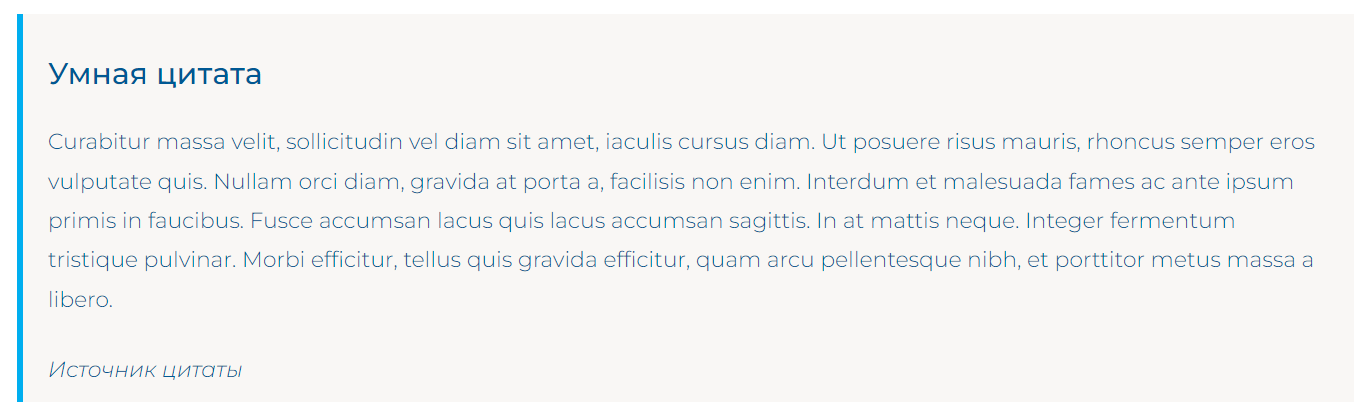 Умная цитата
Curabitur massa velit, sollicitudin vel diam sit amet, iaculis cursus diam. Ut posuere risus mauris, rhoncus semper eros
vulputate quis. Nullam orci diam, gravida at porta a, facilisis non enim. Interdum et malesuada fames ac ante ipsum
primis in faucibus. Fusce accumsan lacus quis lacus accumsan sagittis. In at mattis neque. Integer fermentum
tristique pulvinar. Morbi efficitur, tellus quis gravida efficitur, quam arcu pellentesque nibh, et porttitor metus massa a
libero.
Источник цитаты